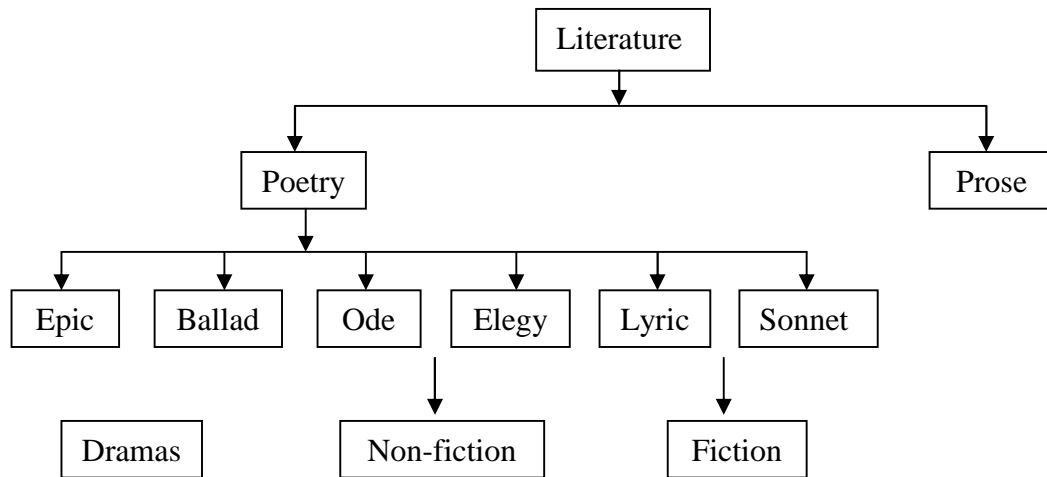 Literature
Poetry
Prose
Epic
Ballad
Ode
Elegy
Lyric
Sonnet
Dramas
Non-fiction
Fiction